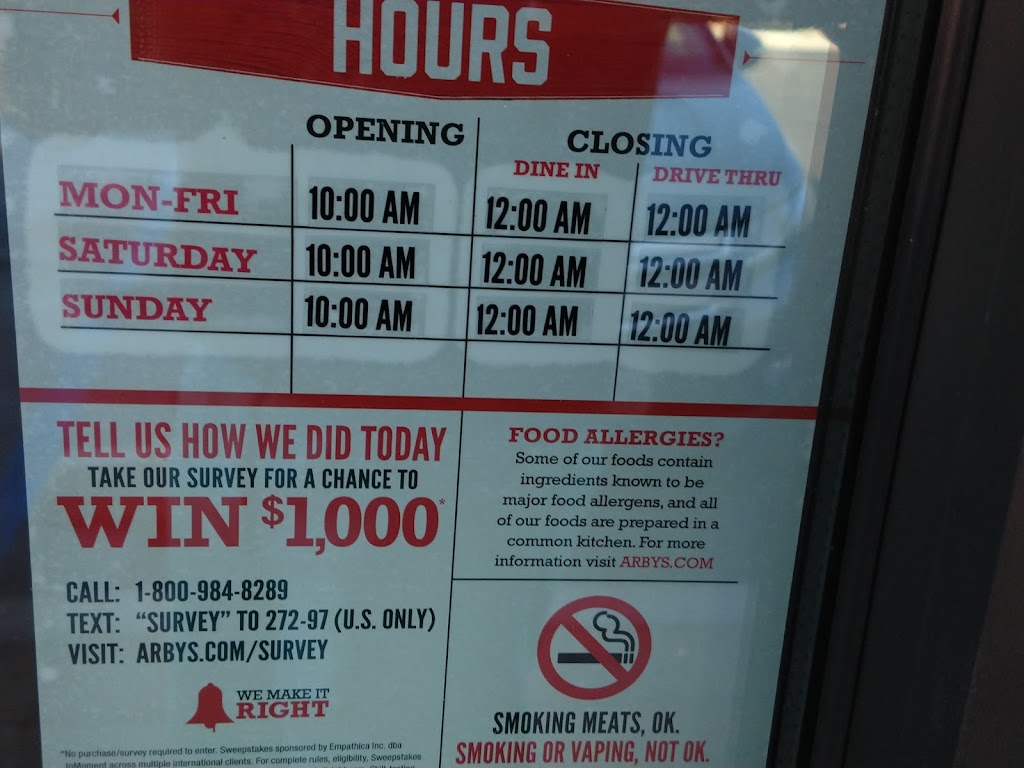 HOURS
OPENING CLOSING
DINE IN DRIVE THRU
MON-FRI 10:00 AM 12:00 AM 12:00 AM
SATURDAY 10:00 AM 12:00 AM 12:00 AM
SUNDAY 10:00 AM 12:00 AM 12:00 AM
TELL US HOW WE DID TODAY
TAKE OUR SURVEY FOR A CHANCE TO
WIN $1,000*
CALL: 1-800-984-8289
TEXT: “SURVEY” TO 272-97 (U.S. ONLY)
VISIT: ARBYS.COM/SURVEY
WE MAKE IT
RIGHT
*No purchase/survey required to enter. Sweepstakes sponsored by Empathica Inc. dba
InMoment across multiple international clients. For complete rules, eligibility, Sweepstakes
FOOD ALLERGIES?
Some of our foods contain
ingredients known to be
major food allergens, and all
of our foods are prepared in a
common kitchen. For more
information visit ARBYS.COM
SMOKING MEATS, OK.
SMOKING OR VAPING, NOT OK.